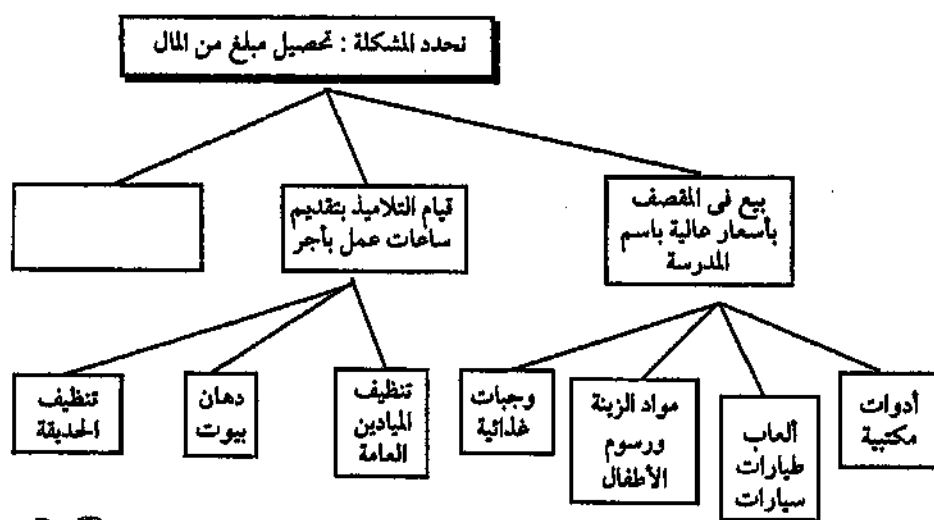 نحدد المشكلة : تحصيل مبلغ من المال
بيع فى المقصف
بأسعار عالية باسم
المدرسة
قيام التلاميذ بتقديم
ساعات عمل بأجر
أدوات
مكتبية
ألعاب
طيارات
سيارات
مواد الزينة
ورسوم
الأطفال
وجبات
غذائية
تنظيف
الميادين
العامة
دهان
بيوت
تنظيف
الحديقة